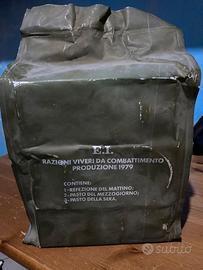 E.I.
RAZIONI VIVERI DA COMBATTIMENTO
PRODUZIONE 1979
CONTIENE:
1-REFEZIONE DEL MATTINO;
2-PASTO DEL MEZZOGIORNO;
3-PASTO DELLA SERA.
subito